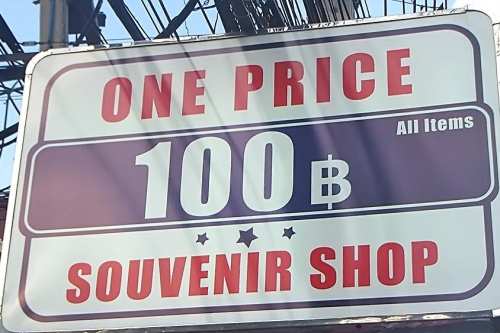 ONE PRICE
All Items
100฿
SOUVENIR SHOP